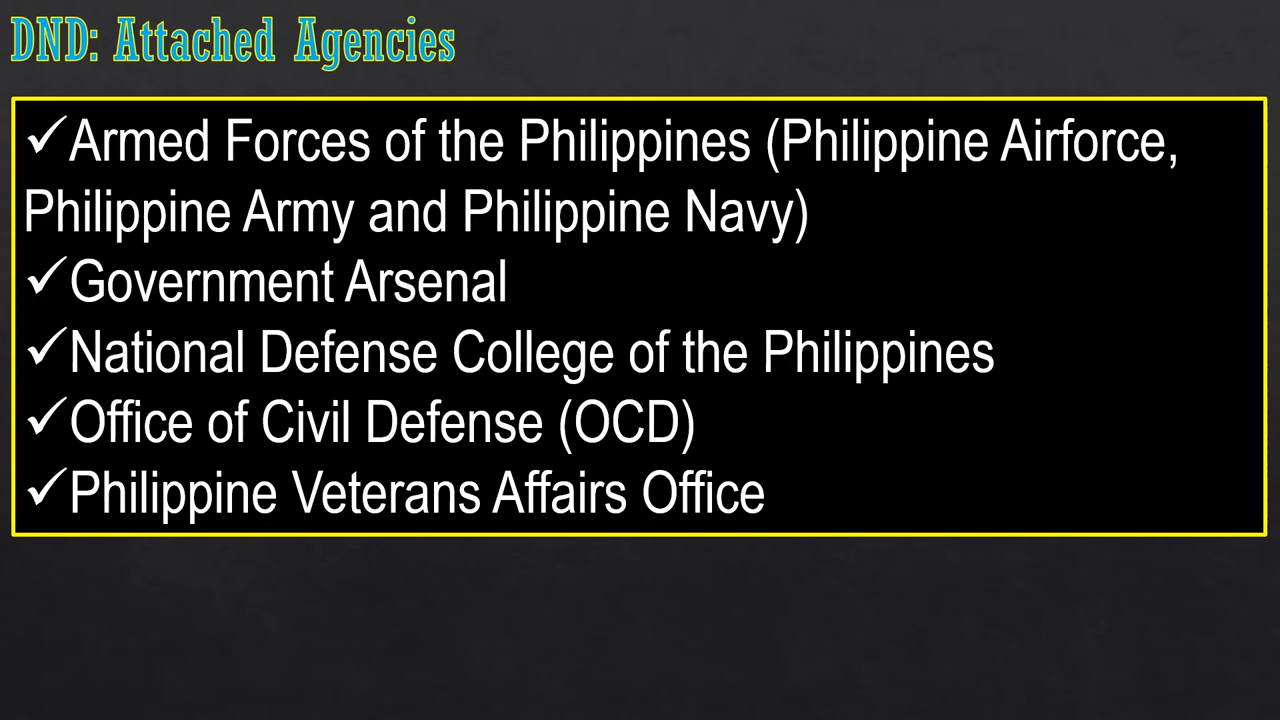 DND: Attached Agencies
✓Armed Forces of the Philippines (Philippine Airforce,
Philippine Army and Philippine Navy)
✓Government Arsenal
✓National Defense College of the Philippines
✓Office of Civil Defense (OCD)
✓Philippine Veterans Affairs Office